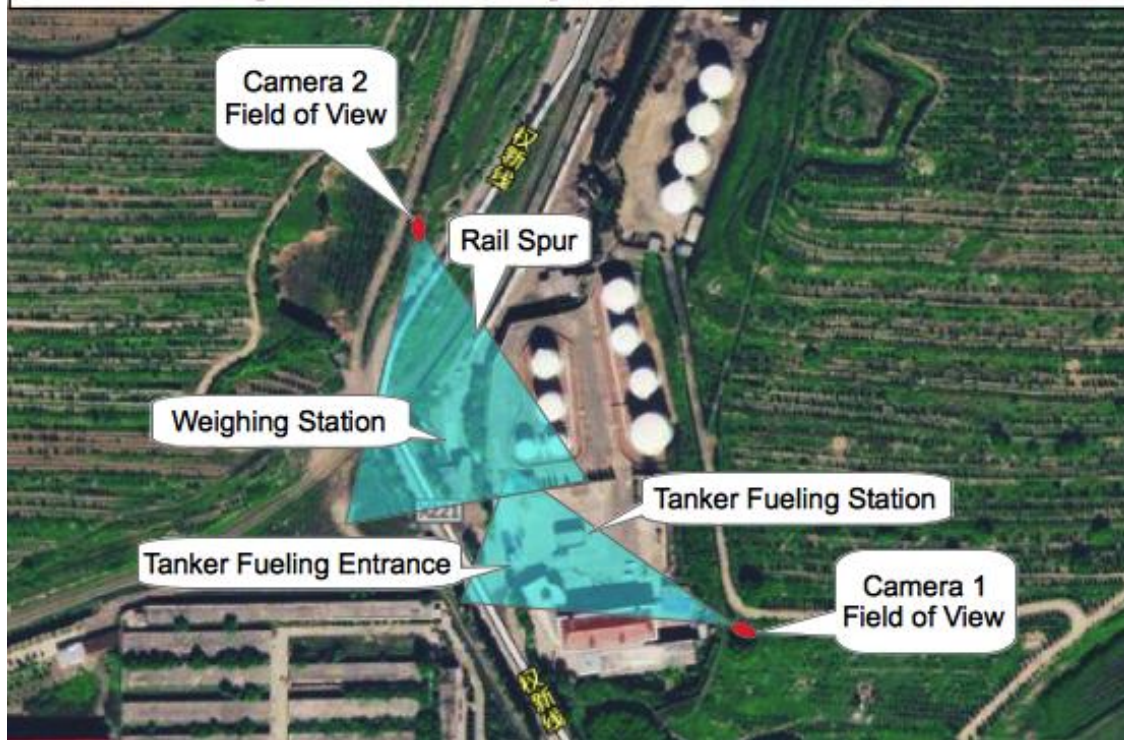 Camera 2
Field of View
权新线
Rail Spur
Weighing Station
Tanker Fueling Station
Tanker Fueling Entrance
Camera 1
Field of View
权新线